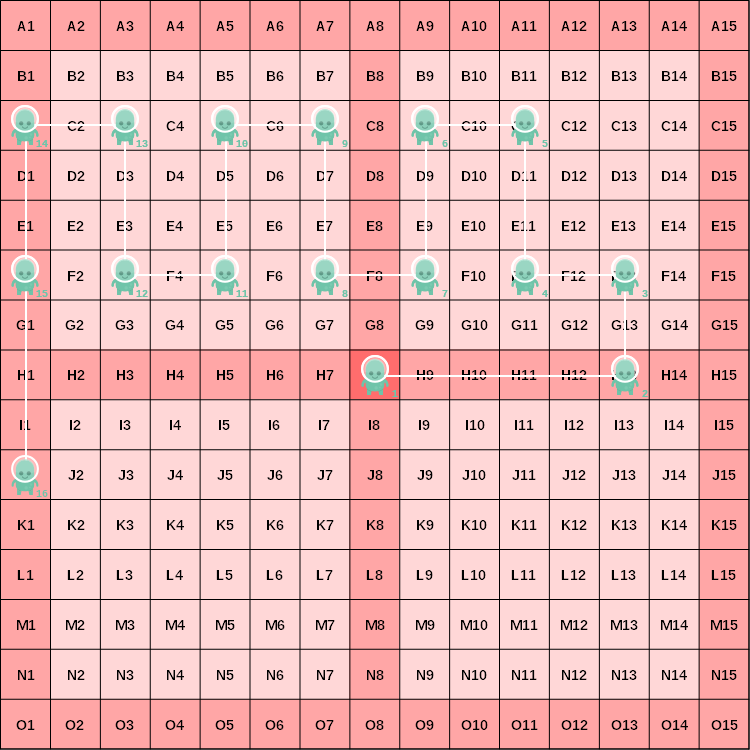 A1 A2 A3 A4 A5 A6 A7 A8 A9 A10 A11 A12 A13 A14 A15
B1 B2 B3 B4 B5 B6 B7 B8 B9 B10 B11 B12 B13 B14 B15
C2 C4 C6 C8 C10 C12 C13 C14 C15
14 13 10 9 6 5
D1 D2 D3 D4 D5 D6 D7 D8 D9 D10 D11 D12 D13 D14 D15
E1 E2 E3 E4 E5 E6 E7 E8 E9 E10 E11 E12 E13 E14 E15
F2 F4 F6 F8 F10 F12 F14 F15
15 12 11 8 7 4 3
G1 G2 G3 G4 G5 G6 G7 G8 G9 G10 G11 G12 G13 G14 G15
H1 H2 H3 H4 H5 H6 H7 H9 H10 H11 H12 H14 H15
1 2
I1 I2 I3 I4 I5 I6 I7 I8 I9 I10 I11 I12 I13 I14 I15
J2 J3 J4 J5 J6 J7 J8 J9 J10 J11 J12 J13 J14 J15
16
K1 K2 K3 K4 K5 K6 K7 K8 K9 K10 K11 K12 K13 K14 K15
L1 L2 L3 L4 L5 L6 L7 L8 L9 L10 L11 L12 L13 L14 L15
M1 M2 M3 M4 M5 M6 M7 M8 M9 M10 M11 M12 M13 M14 M15
N1 N2 N3 N4 N5 N6 N7 N8 N9 N10 N11 N12 N13 N14 N15
O1 O2 O3 O4 O5 O6 O7 O8 O9 O10 O11 O12 O13 O14 O15